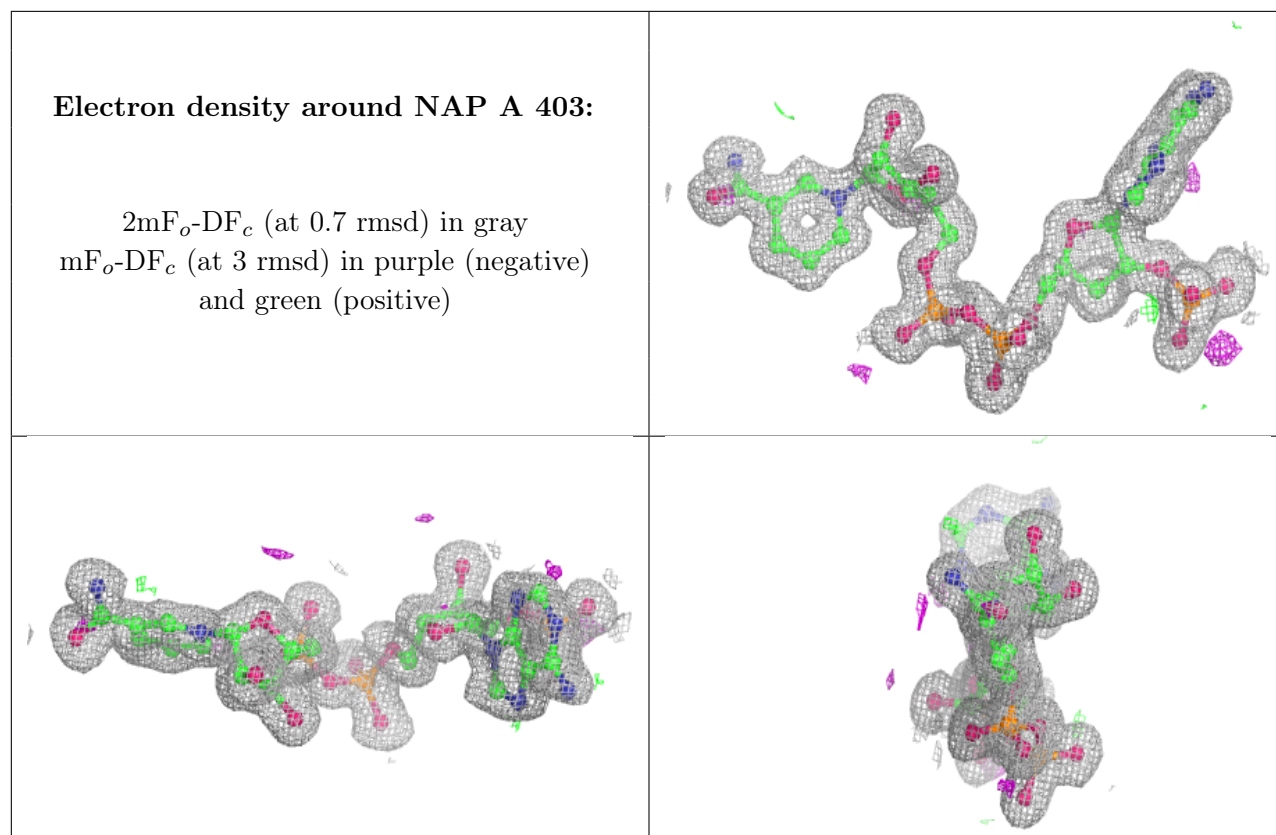 Electron density around NAP A 403:
2mFₒ-DF𝒸 (at 0.7 rmsd) in gray
mFₒ-DF𝒸 (at 3 rmsd) in purple (negative)
and green (positive)